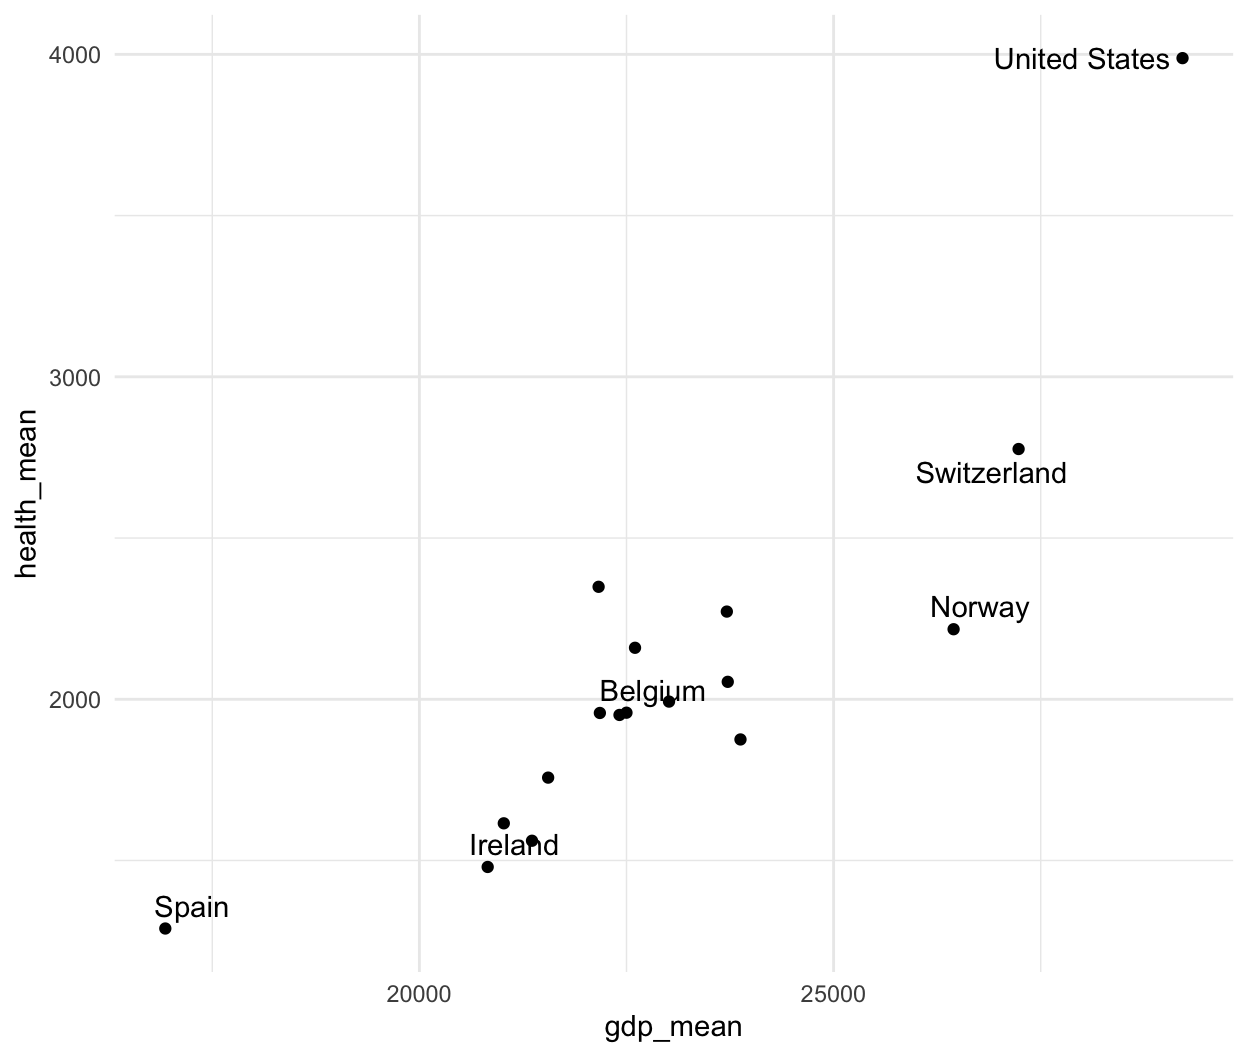 4000
United States
3000
health_mean
Switzerland
Norway
Belgium
2000
Ireland
Spain
20000
25000
gdp_mean